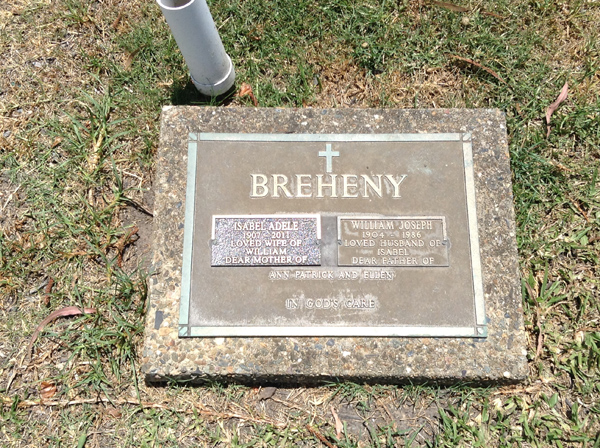 BREHENY
ISABEL ADELE
1907 - 2011
LOVED WIFE OF
WILLIAM
DEAR MOTHER OF
WILLIAM JOSEPH
1904 - 1986
LOVED HUSBAND OF
ISABEL
DEAR FATHER OF
ANN PATRICK AND ELLEN
IN GOD'S CARE